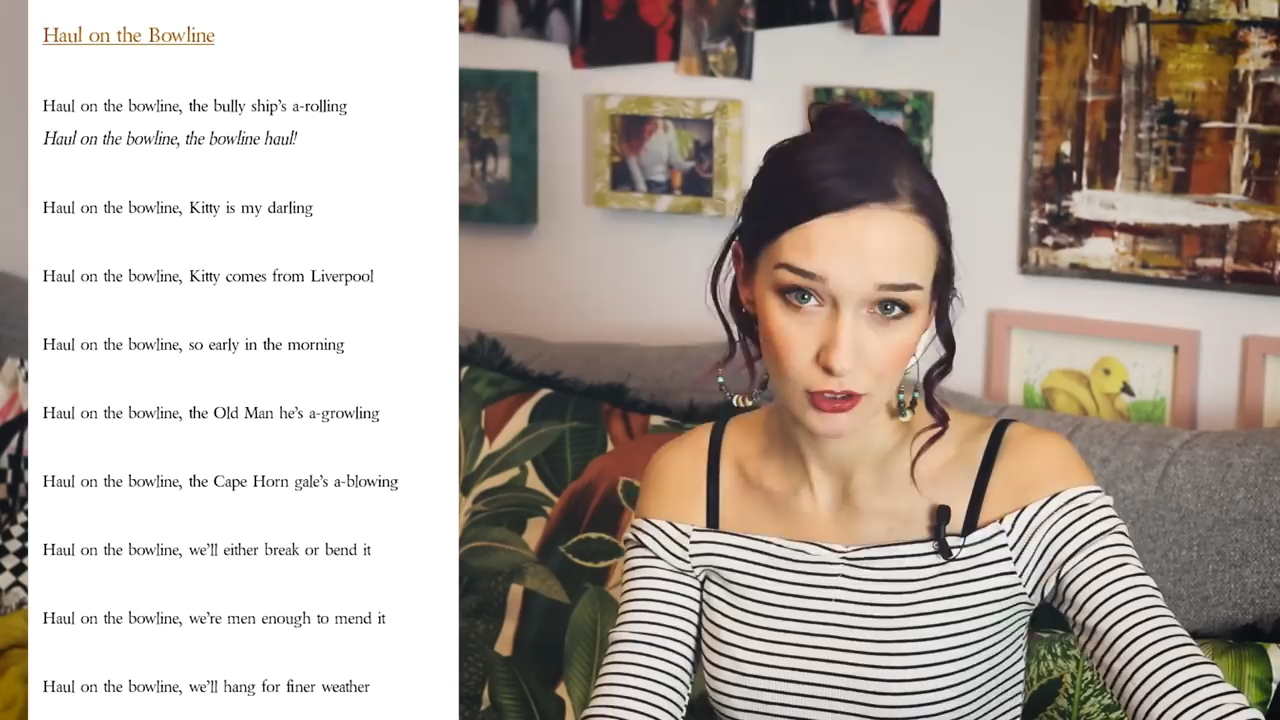 Haul on the Bowline
Haul on the bowline, the bully ship's a-rolling
Haul on the bowline, the bowline haul!
Haul on the bowline, Kitty is my darling
Haul on the bowline, Kitty comes from Liverpool
Haul on the bowline, so early in the morning
Haul on the bowline, the Old Man he's a-growling
Haul on the bowline, the Cape Horn gale's a-blowing
Haul on the bowline, we'll either break or bend it
Haul on the bowline, we're men enough to mend it
Haul on the bowline, we'll hang for finer weather